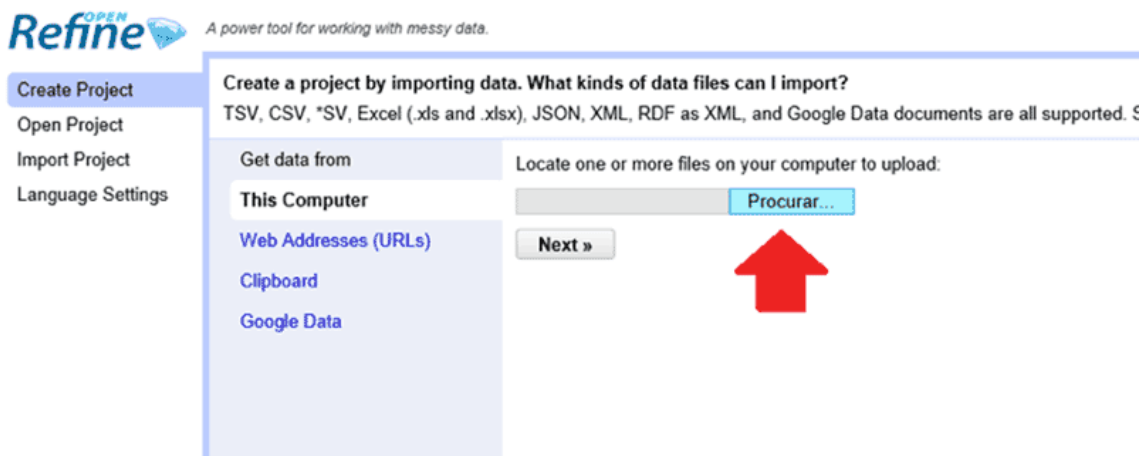 OPEN
Refine
A power tool for working with messy data.
Create Project
Open Project
Import Project
Language Settings
Create a project by importing data. What kinds of data files can I import?
TSV, CSV, *SV, Excel (.xls and .xlsx), JSON, XML, RDF as XML, and Google Data documents are all supported. S
Get data from
This Computer
Web Addresses (URLs)
Clipboard
Google Data
Locate one or more files on your computer to upload:
Procurar...
Next »